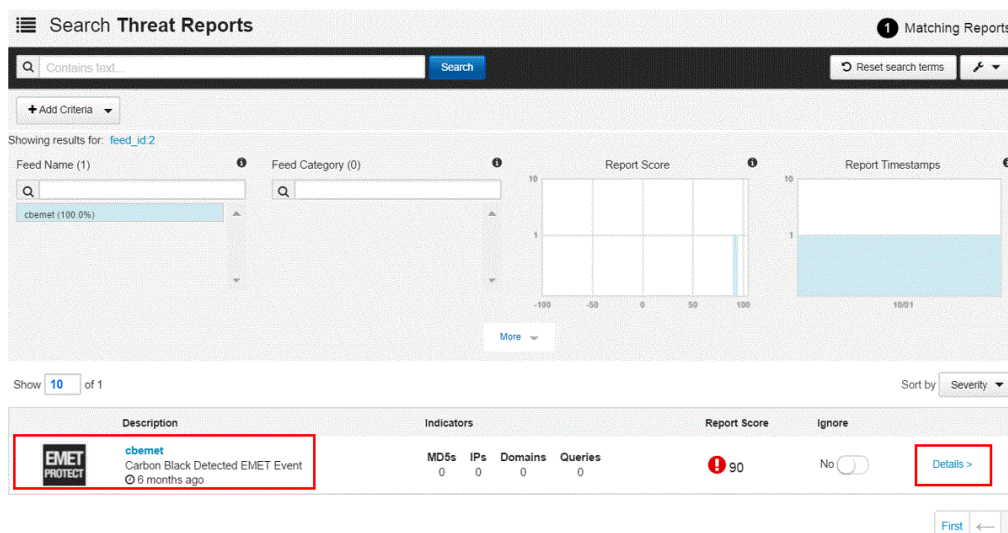 Search Threat Reports
1 Matching Reports
Contains text...
Search
Reset search terms
+ Add Criteria
Showing results for: feed_id:2
Feed Name (1)
Feed Category (0)
Report Score
Report Timestamps
cbemet (100.0%)
10
1
-100 -50 0 50 100
10
1
10/01
More
Show 10 of 1
Sort by Severity
Description Indicators Report Score Ignore
EMET
PROTECT
cbemet
Carbon Black Detected EMET Event
6 months ago
MD5s IPs Domains Queries
0 0 0 0
90
No
Details >
First ←